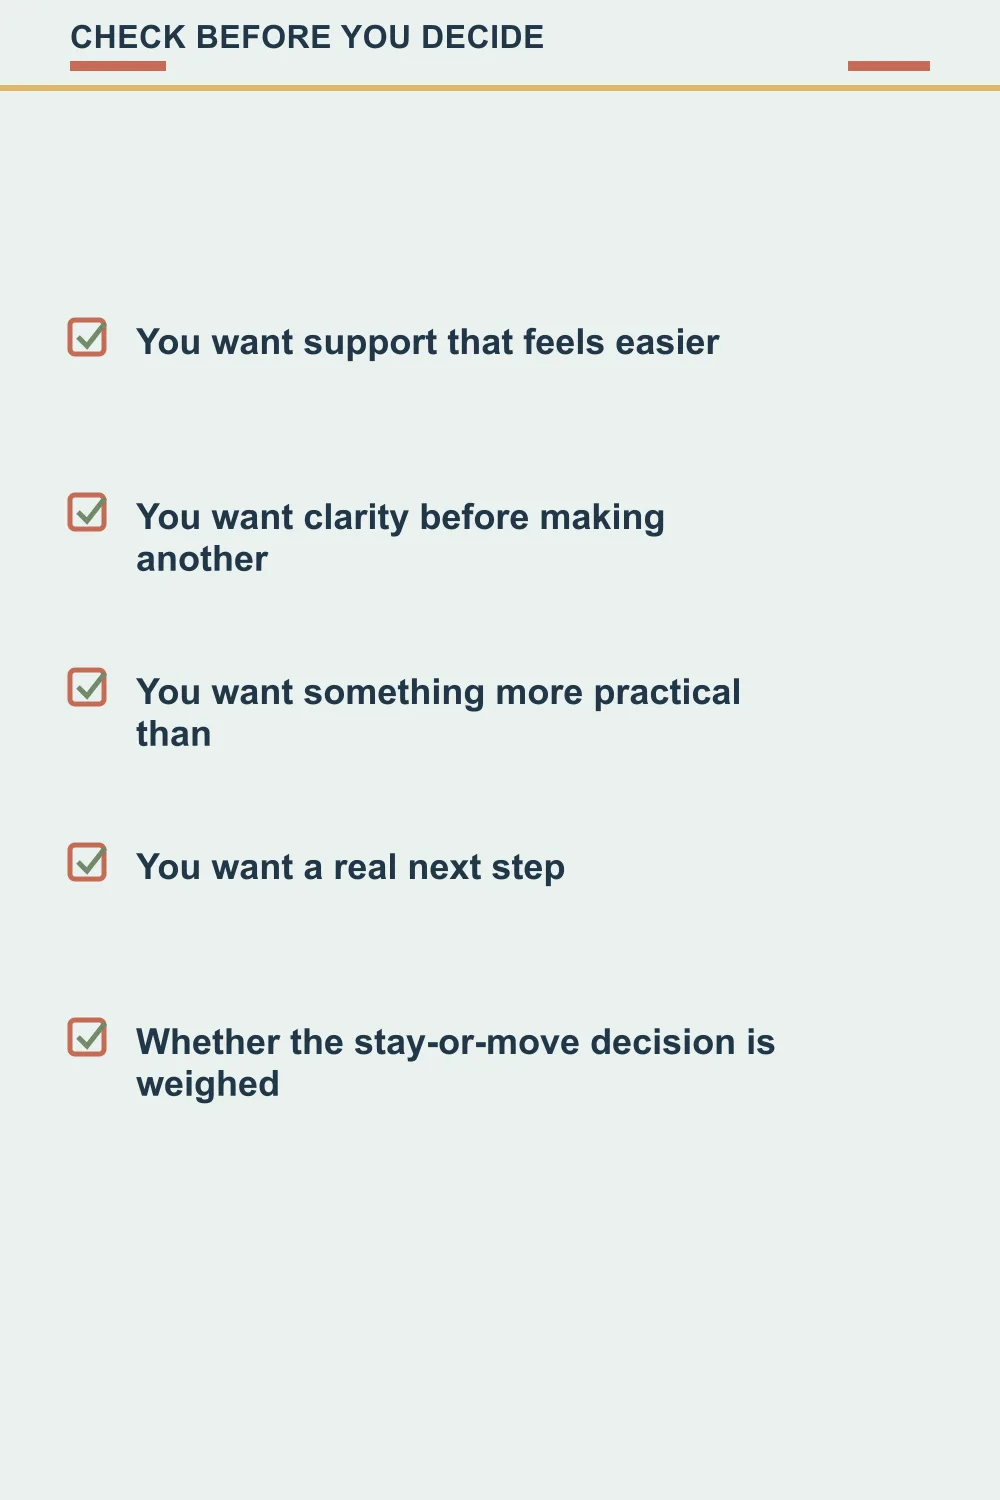 CHECK BEFORE YOU DECIDE
You want support that feels easier
You want clarity before making
another
You want something more practical
than
You want a real next step
Whether the stay-or-move decision is
weighed